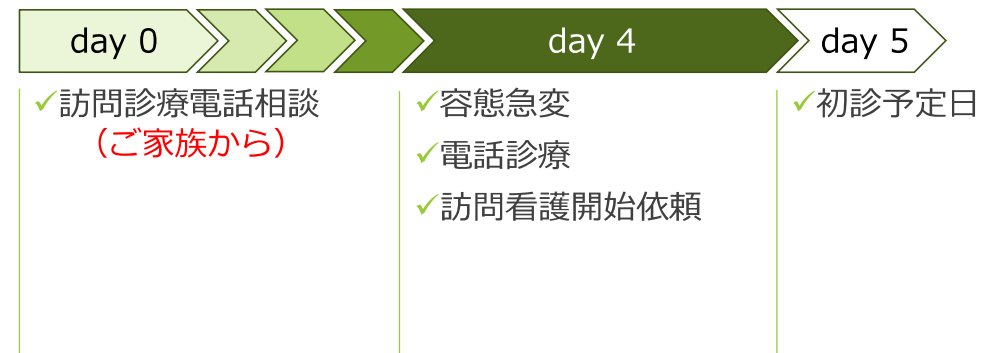 day 0
day 4
day 5
訪問診療電話相談
（ご家族から）
容態急変
電話診療
訪問看護開始依頼
初診予定日